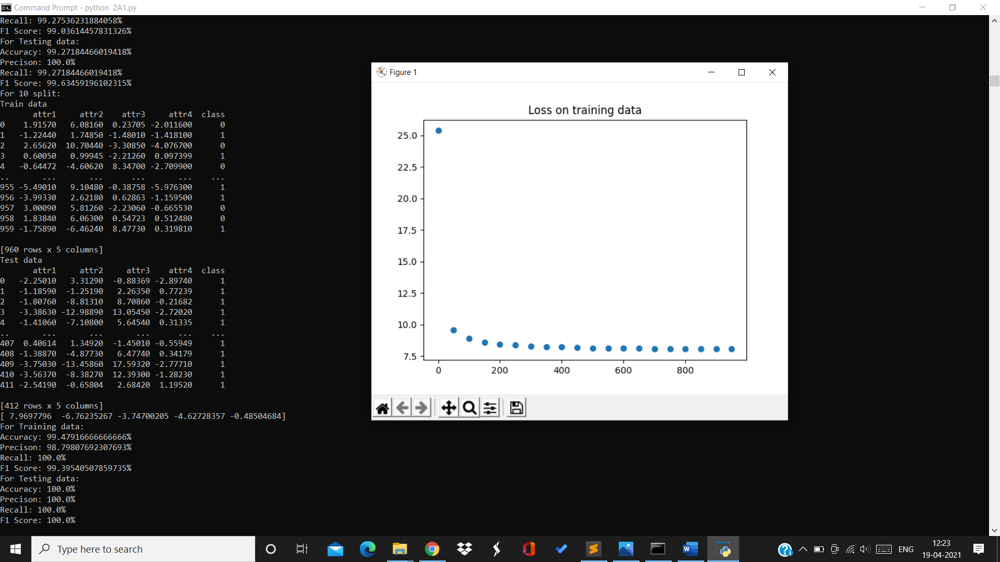 Command Prompt - python  2A1.py
Recall: 99.27536231884058%
F1 Score: 99.03614457831326%
For Testing data:
Accuracy: 99.27184466019418%
Precison: 100.0%
Recall: 99.27184466019418%
F1 Score: 99.63459196102315%
For 10 split:
Train data
attr1 attr2 attr3 attr4 class
0 1.91570 6.08160 0.23705 -2.011600 0
1 -1.22440 1.74850 -1.48010 -1.418100 1
2 2.65620 10.70440 -3.30850 -4.076700 0
3 0.60050 0.99945 -2.21260 0.097399 1
4 -0.64472 -4.60620 8.34700 -2.709900 0
.. ... ... ... ... ...
955 -5.49010 9.10480 -0.38758 -5.976300 1
956 -3.99330 2.62180 0.62863 -1.159500 1
957 3.00090 5.81260 -2.23060 -0.665530 0
958 1.83840 6.06300 0.54723 0.512480 0
959 -1.75890 -6.46240 8.47730 0.319810 1
[960 rows x 5 columns]
Test data
attr1 attr2 attr3 attr4 class
0 -2.25010 3.31290 -0.88369 -2.89740 1
1 -1.18590 -1.25190 2.26350 0.77239 1
2 -1.80760 -8.81310 8.70860 -0.21682 1
3 -3.38630 -12.98890 13.05450 -2.72020 1
4 -1.41060 -7.10800 5.64540 0.31335 1
.. ... ... ... ... ...
407 0.40614 1.34920 -1.45010 -0.55949 1
408 -1.38870 -4.87730 6.47740 0.34179 1
409 -3.75030 -13.45860 17.59320 -2.77710 1
410 -3.56370 -8.38270 12.39300 -1.28230 1
411 -2.54190 -0.65804 2.68420 1.19520 1
[412 rows x 5 columns]
[ 7.9697796  -6.76235267 -3.74700205 -4.62728357 -0.48504684]
For Training data:
Accuracy: 99.47916666666666%
Precison: 98.79807692307693%
Recall: 100.0%
F1 Score: 99.39540507859735%
For Testing data:
Accuracy: 100.0%
Precison: 100.0%
Recall: 100.0%
F1 Score: 100.0%
Figure 1
Loss on training data
25.0
22.5
20.0
17.5
15.0
12.5
10.0
7.5
0 200 400 600 800
Type here to search
ENG
12:23
19-04-2021